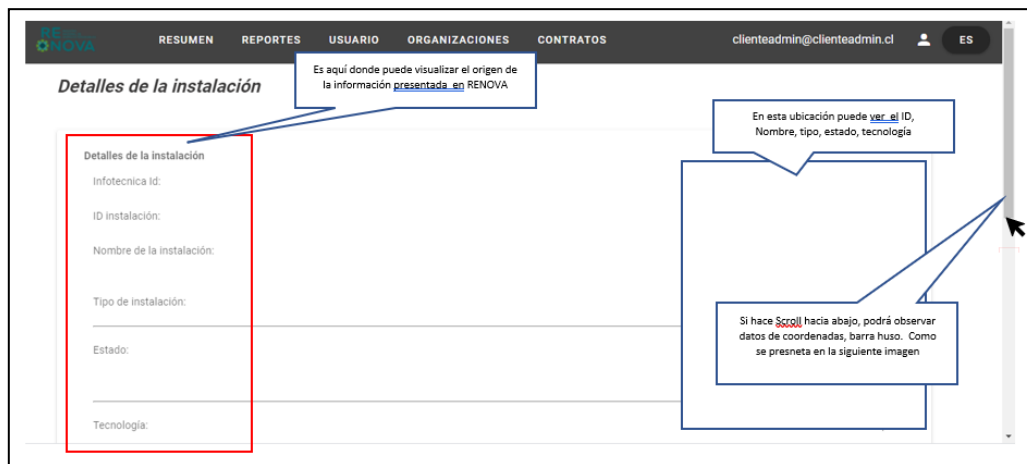 RE
NOVA
RESUMEN REPORTES USUARIO ORGANIZACIONES CONTRATOS clienteadmin@clienteadmin.cl ES
Detalles de la instalación
Es aquí donde puede visualizar el origen de
la información presentada en RENOVA
En esta ubicación puede ver el ID,
Nombre, tipo, estado, tecnología
Detalles de la instalación
Infotecnica Id:
ID instalación:
Nombre de la instalación:
Tipo de instalación:
Si hace Scroll hacia abajo, podrá observar
datos de coordenadas, barra huso. Como
se presneta en la siguiente imagen
Estado:
Tecnología: